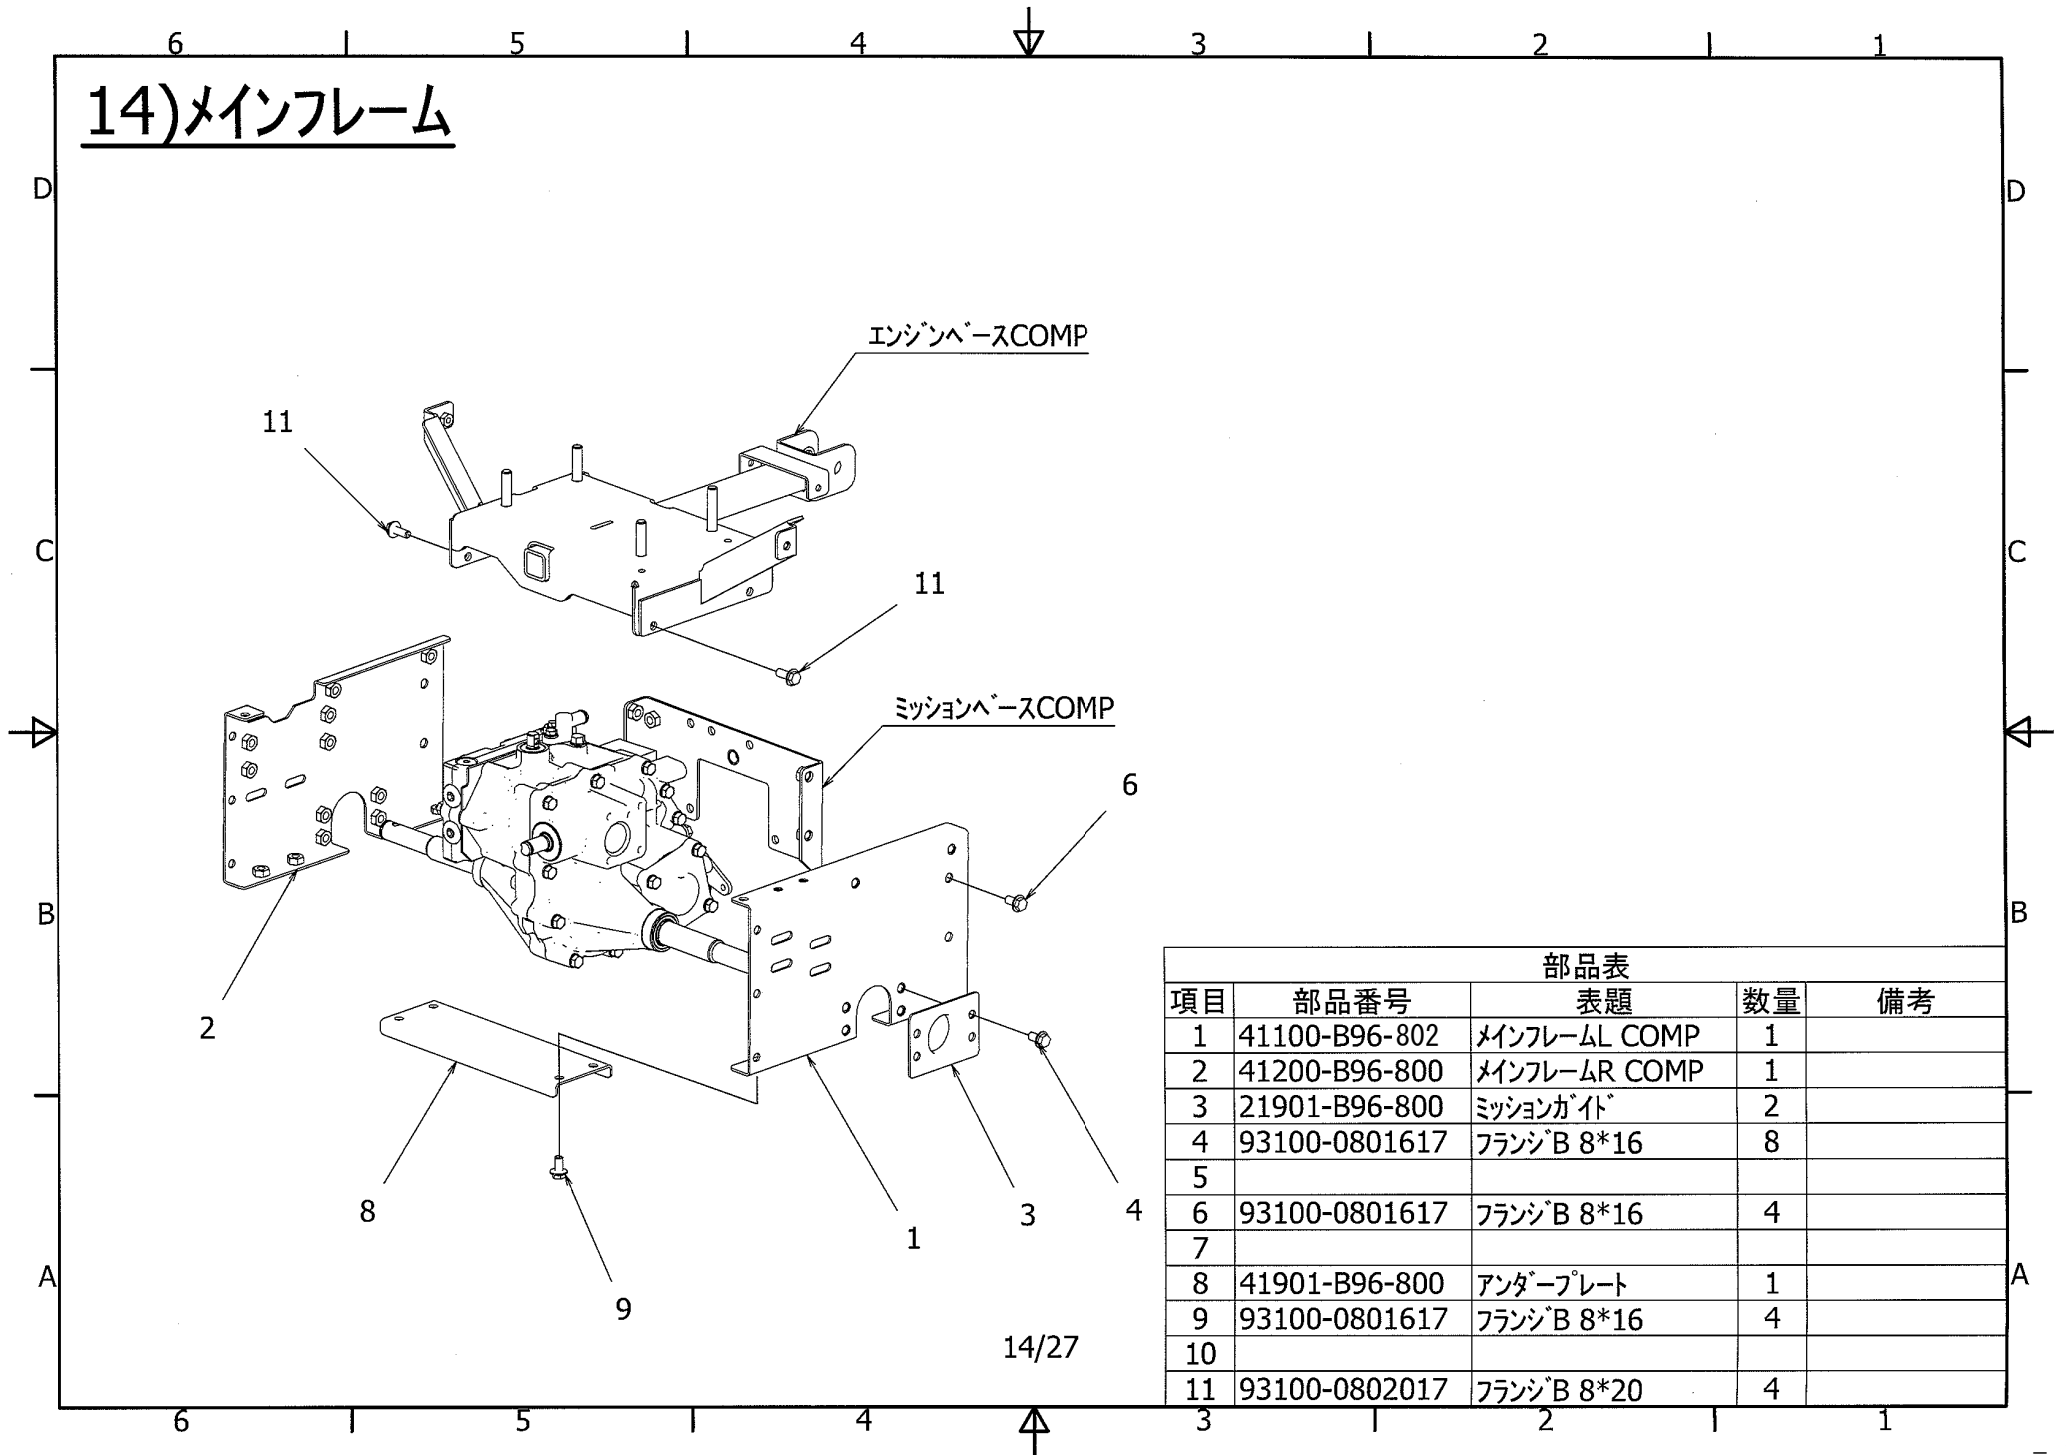 6 5 4 3 2 1
14)メインフレーム
D D
エンジンベースCOMP
11
C C
11
ミッションベースCOMP
6
B B
2
8
9
1
3
4
A A
14/27
部品表
項目 部品番号 表題 数量 備考
1 41100-B96-802 メインフレームL COMP 1
2 41200-B96-800 メインフレームR COMP 1
3 21901-B96-800 ミッションガイド 2
4 93100-0801617 フランジB 8*16 8
5
6 93100-0801617 フランジB 8*16 4
7
8 41901-B96-800 アンダープレート 1
9 93100-0801617 フランジB 8*16 4
10
11 93100-0802017 フランジB 8*20 4
6 5 4 3 2 1